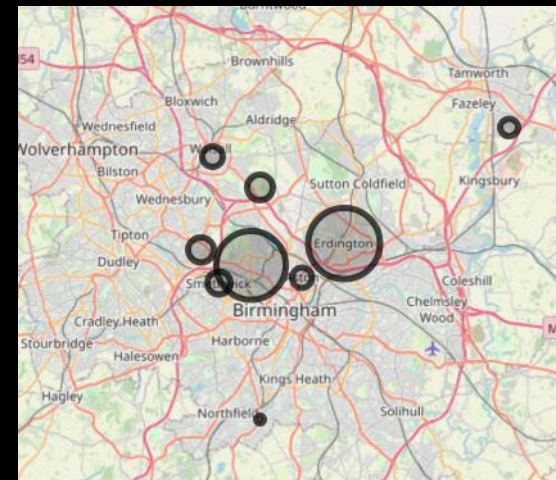 Brownhills
Tamworth
Bloxwich
Fazeley
Aldridge
Wednesfield
Wolverhampton
Bilston
Sutton Coldfield
Kingsbury
Wednesbury
Tipton
Erdington
Dudley
Coleshill
Chelmsley
Wood
Birmingham
Cradley Heath
Stourbridge
Harborne
Halesowen
Kings Heath
Hagley
Northfield
Solihull